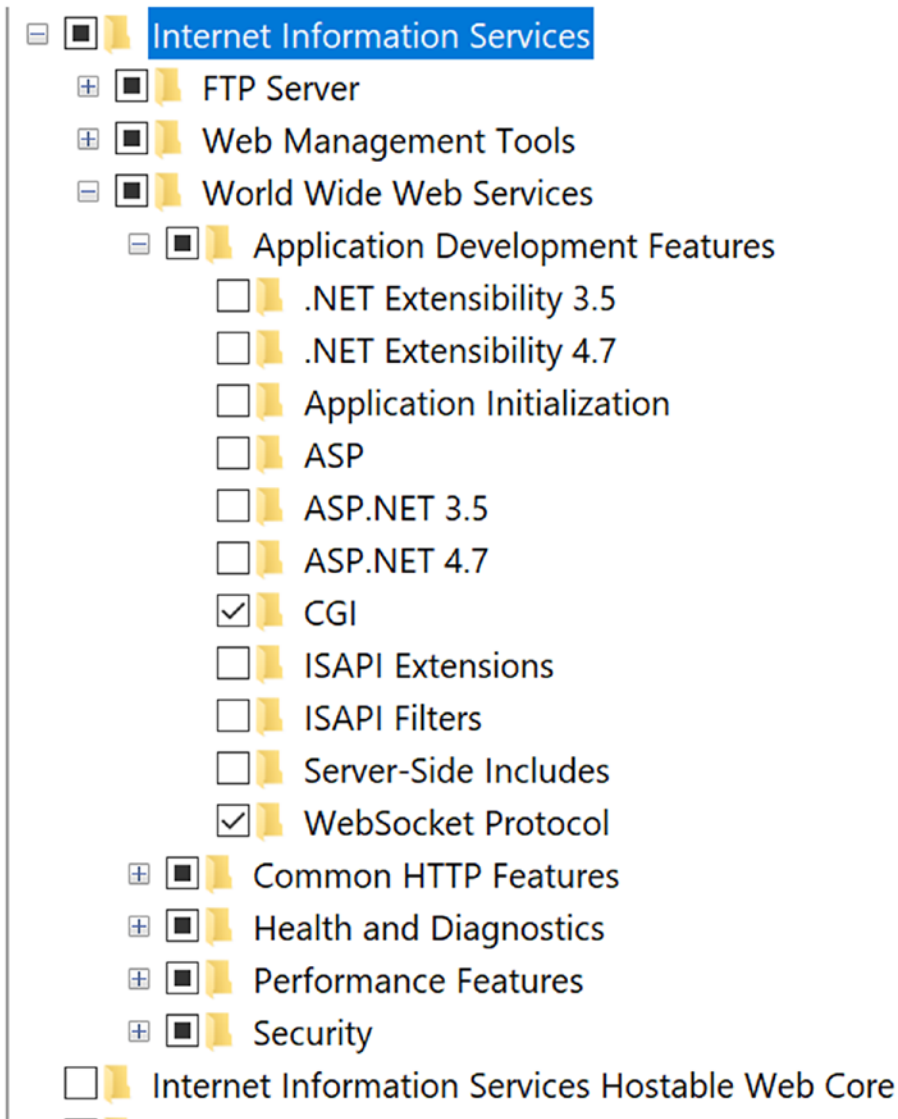 Internet Information Services
FTP Server
Web Management Tools
World Wide Web Services
Application Development Features
.NET Extensibility 3.5
.NET Extensibility 4.7
Application Initialization
ASP
ASP.NET 3.5
ASP.NET 4.7
CGI
ISAPI Extensions
ISAPI Filters
Server-Side Includes
WebSocket Protocol
Common HTTP Features
Health and Diagnostics
Performance Features
Security
Internet Information Services Hostable Web Core